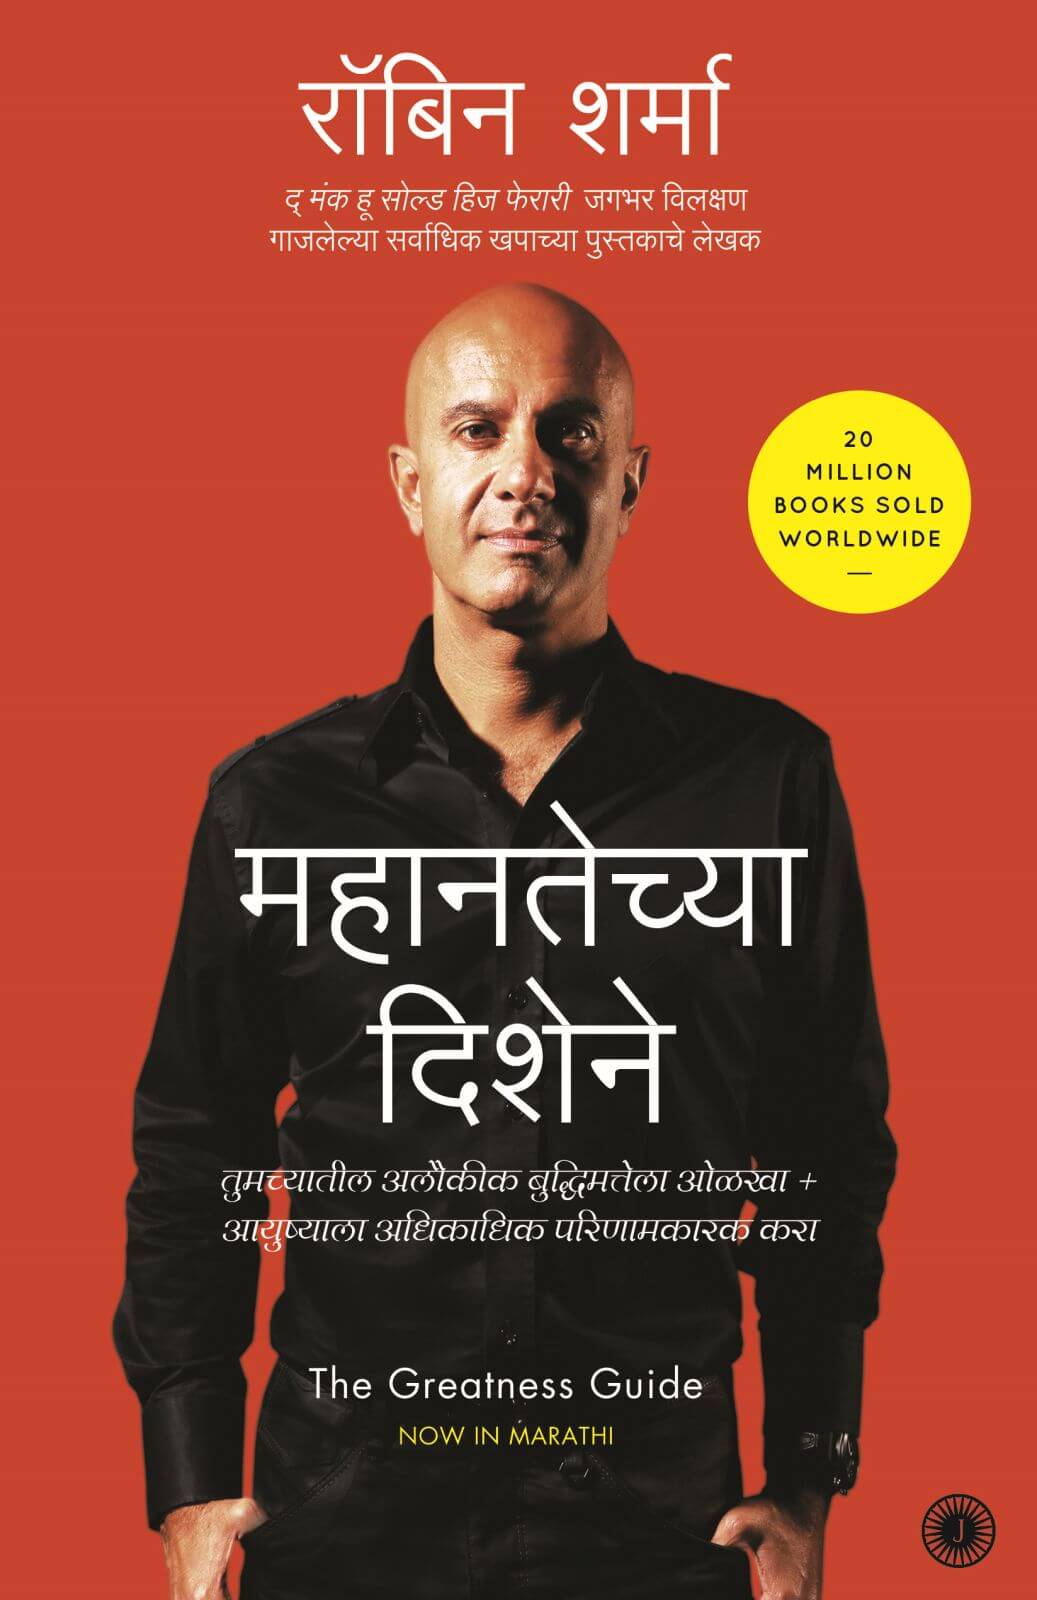 रॉबिन शर्मा
द् मंक हू सोल्ड हिज फेरारी जगभर विलक्षण
गाजलेल्या सर्वाधिक खपाच्या पुस्तकाचे लेखक
20
MILLION
BOOKS SOLD
WORLDWIDE
महानतेच्या
दिशेने
तुमच्यातील अलौकीक बुद्धिमत्तेला ओळखा +
आयुष्याला अधिकाधिक परिणामकारक करा
The Greatness Guide
NOW IN MARATHI
J